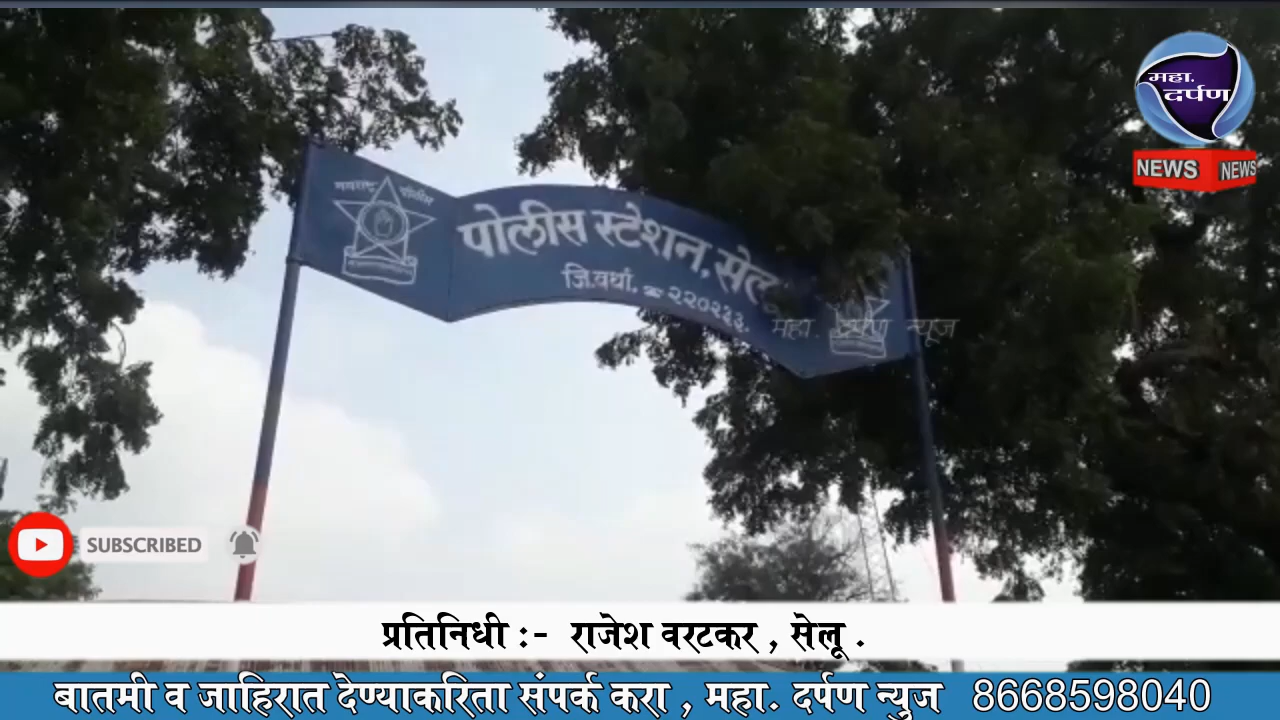 महा.
दर्पण
NEWS NEWS
पोलीस स्टेशन, सेलू
जि.वर्धा. ☎ २२०२३३.
महा. दर्पण न्यूज
SUBSCRIBED
प्रतिनिधी :- राजेश वरटकर , सेलू .
बातमी व जाहिरात देण्याकरिता संपर्क करा , महा. दर्पण न्युज 8668598040